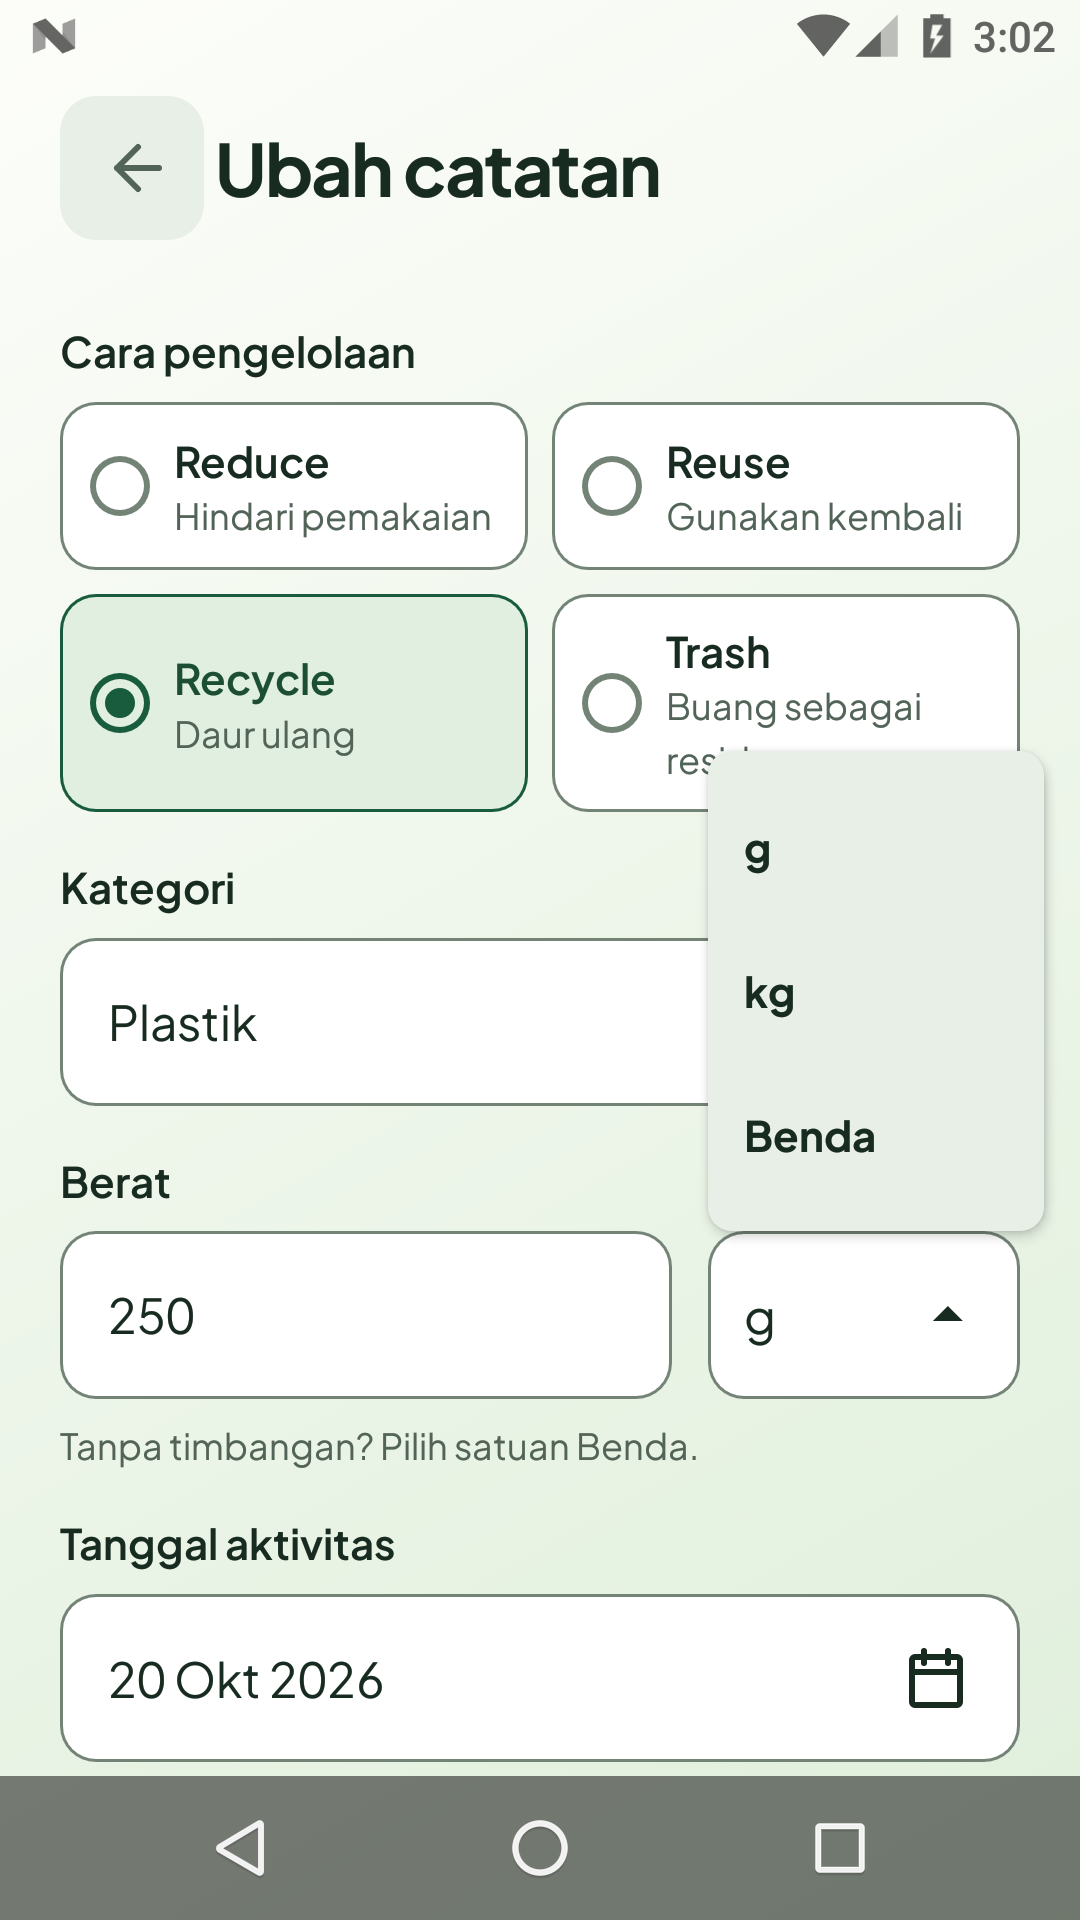 3:02
Ubah catatan
Cara pengelolaan
Reduce
Hindari pemakaian
Reuse
Gunakan kembali
Recycle
Daur ulang
Trash
Buang sebagai
g
kg
Benda
Kategori
Plastik
Berat
250
g
Tanpa timbangan? Pilih satuan Benda.
Tanggal aktivitas
20 Okt 2026